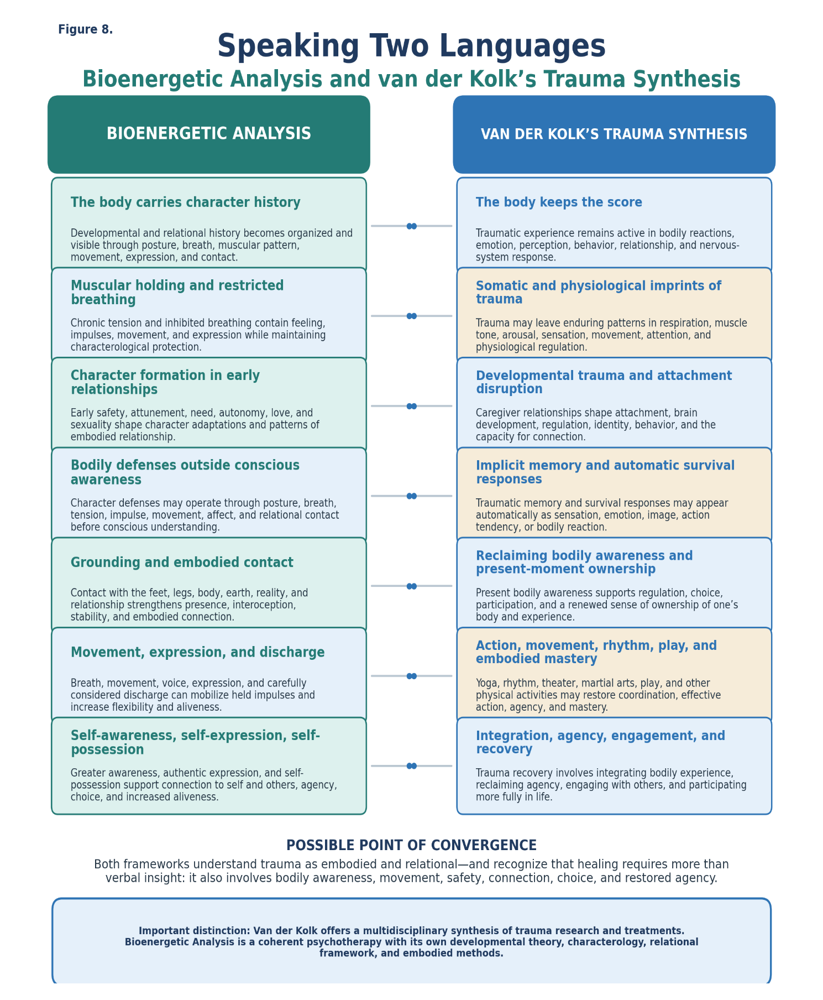 Figure 8.
Speaking Two Languages
Bioenergetic Analysis and van der Kolk’s Trauma Synthesis
BIOENERGETIC ANALYSIS
VAN DER KOLK’S TRAUMA SYNTHESIS
The body carries character history
Developmental and relational history becomes organized and
visible through posture, breath, muscular pattern,
movement, expression, and contact.
The body keeps the score
Traumatic experience remains active in bodily reactions,
emotion, perception, behavior, relationship, and nervous-
system response.
Muscular holding and restricted
breathing
Chronic tension and inhibited breathing contain feeling,
impulses, movement, and expression while maintaining
characterological protection.
Somatic and physiological imprints of
trauma
Trauma may leave enduring patterns in respiration, muscle
tone, arousal, sensation, movement, attention, and
physiological regulation.
Character formation in early
relationships
Early safety, attunement, need, autonomy, love, and
sexuality shape character adaptations and patterns of
embodied relationship.
Developmental trauma and attachment
disruption
Caregiver relationships shape attachment, brain
development, regulation, identity, behavior, and the
capacity for connection.
Bodily defenses outside conscious
awareness
Character defenses may operate through posture, breath,
tension, impulse, movement, affect, and relational contact
before conscious understanding.
Implicit memory and automatic survival
responses
Traumatic memory and survival responses may appear
automatically as sensation, emotion, image, action
tendency, or bodily reaction.
Grounding and embodied contact
Contact with the feet, legs, body, earth, reality, and
relationship strengthens presence, interoception,
stability, and embodied connection.
Reclaiming bodily awareness and
present-moment ownership
Present bodily awareness supports regulation, choice,
participation, and a renewed sense of ownership of one’s
body and experience.
Movement, expression, and discharge
Breath, movement, voice, expression, and carefully
considered discharge can mobilize held impulses and
increase flexibility and aliveness.
Action, movement, rhythm, play, and
embodied mastery
Yoga, rhythm, theater, martial arts, play, and other
physical activities may restore coordination, effective
action, agency, and mastery.
Self-awareness, self-expression, self-
possession
Greater awareness, authentic expression, and self-
possession support connection to self and others, agency,
choice, and increased aliveness.
Integration, agency, engagement, and
recovery
Trauma recovery involves integrating bodily experience,
reclaiming agency, engaging with others, and participating
more fully in life.
POSSIBLE POINT OF CONVERGENCE
Both frameworks understand trauma as embodied and relational—and recognize that healing requires more than
verbal insight: it also involves bodily awareness, movement, safety, connection, choice, and restored agency.
Important distinction: Van der Kolk offers a multidisciplinary synthesis of trauma research and treatments.
Bioenergetic Analysis is a coherent psychotherapy with its own developmental theory, characterology, relational
framework, and embodied methods.